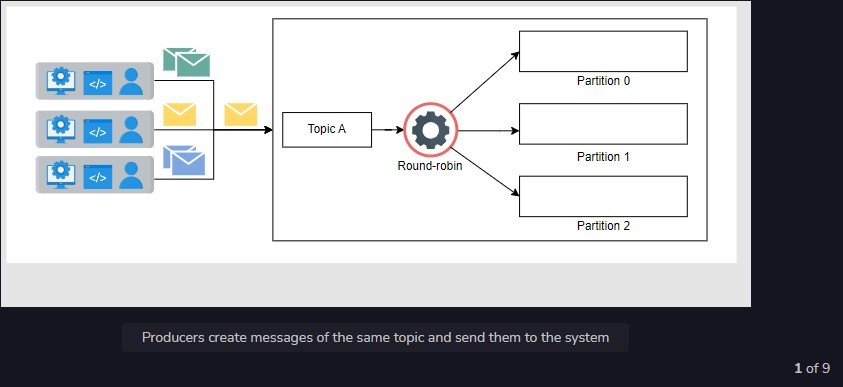 Topic A
Round-robin
Partition 0
Partition 1
Partition 2
</>
</>
</>
Producers create messages of the same topic and send them to the system
1 of 9